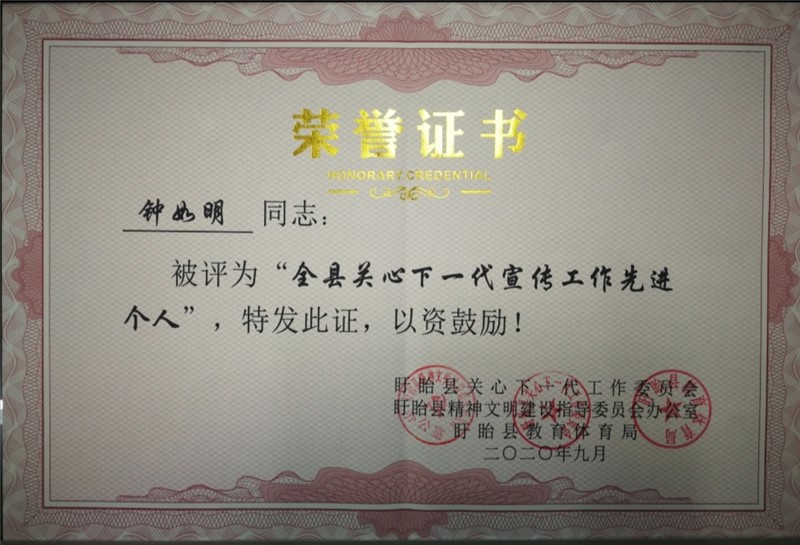 荣誉证书
HONORARY CREDENTIAL
钟如明 同志：
被评为“全县关心下一代宣传工作先进
个人”，特发此证，以资鼓励！
盱眙县关心下一代工作委员会
盱眙县精神文明建设指导委员会办公室
盱眙县教育体育局
二〇二〇年九月